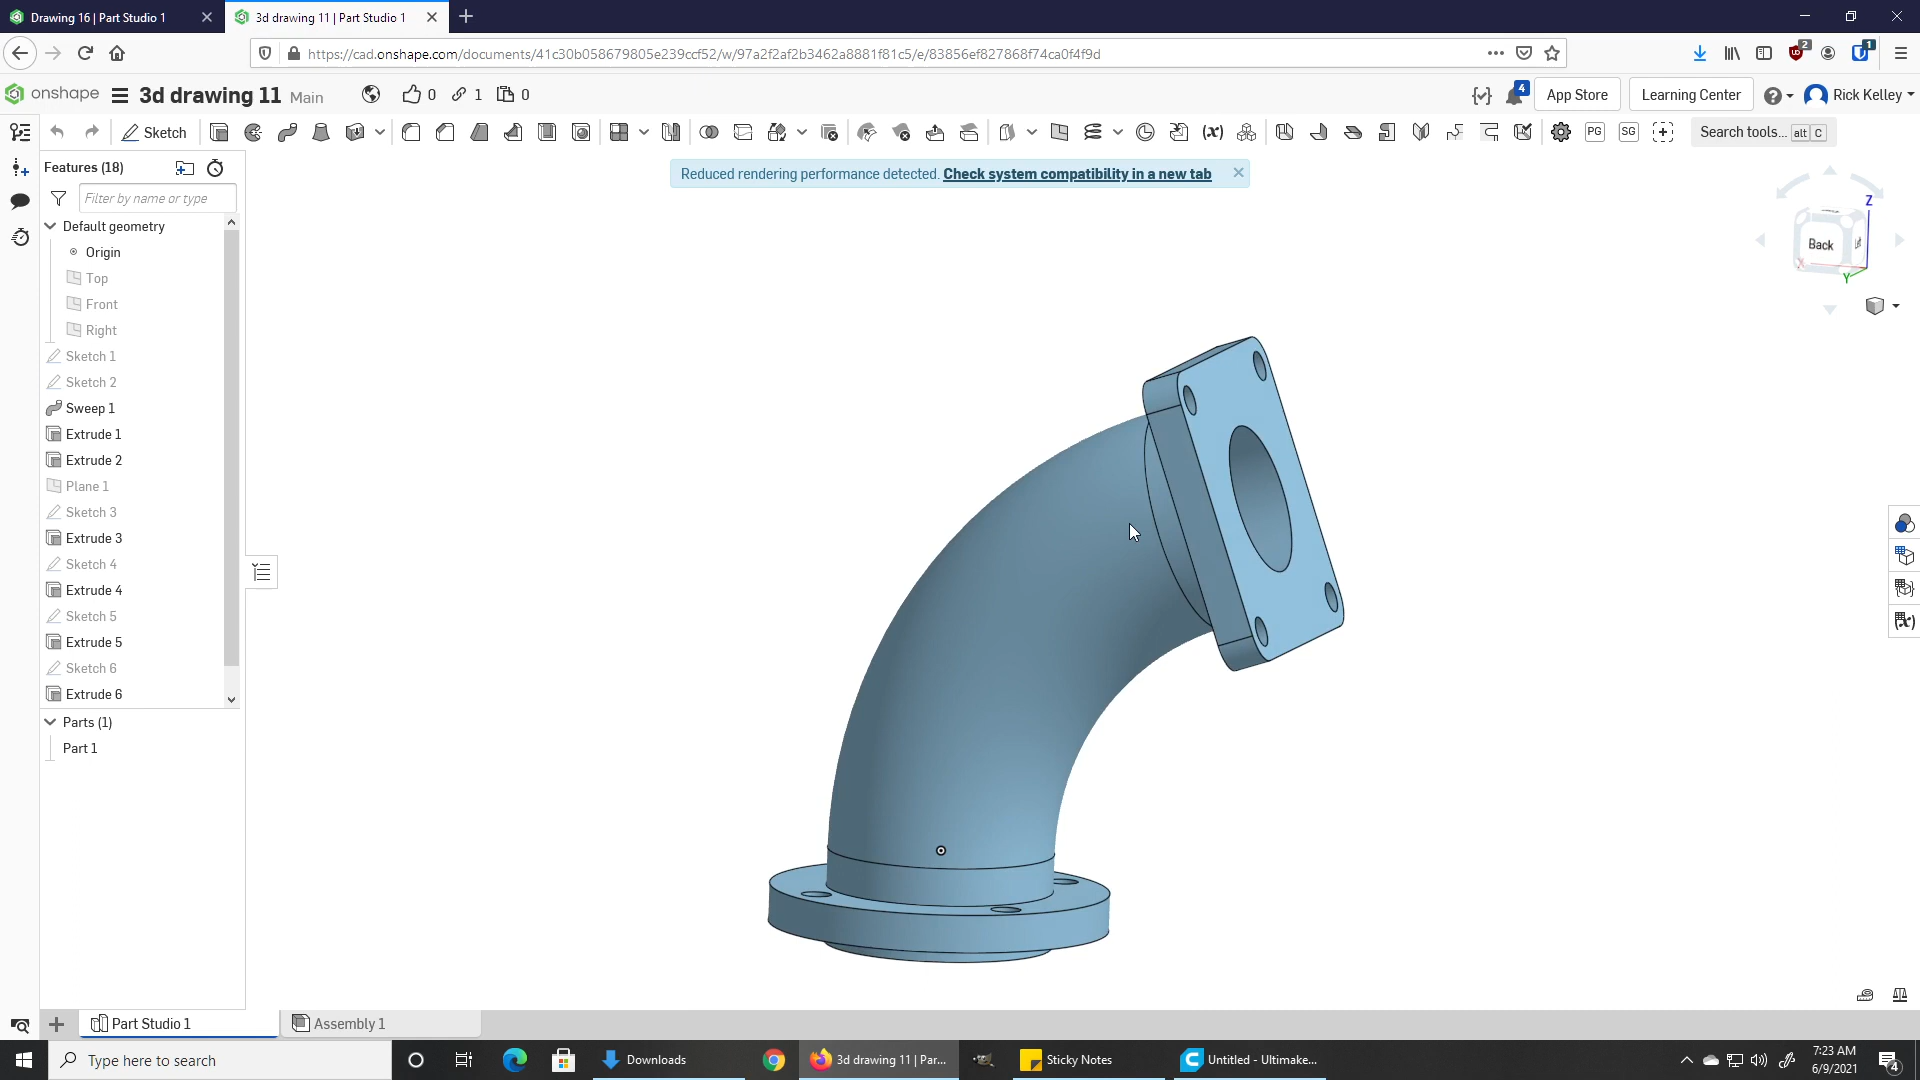 Drawing 16 | Part Studio 1
3d drawing 11 | Part Studio 1
https://cad.onshape.com/documents/41c30b058679805e239ccf52/w/97a2f2af2b3462a8881f81c5/e/83856ef827868f74ca0f4f9d
2
1
onshape
3d drawing 11
Main
0
1
0
4
App Store
Learning Center
Rick Kelley
Sketch
(x)
PG
SG
Search tools...
alt
C
Features (18)
Reduced rendering performance detected. Check system compatibility in a new tab
Filter by name or type
Default geometry
Origin
Top
Front
Right
Sketch 1
Sketch 2
Sweep 1
Extrude 1
Extrude 2
Plane 1
Sketch 3
Extrude 3
Sketch 4
Extrude 4
Sketch 5
Extrude 5
Sketch 6
Extrude 6
Parts (1)
Part 1
Z
Back
X
Y
(x)
Part Studio 1
Assembly 1
Type here to search
Downloads
3d drawing 11 | Par...
Sticky Notes
Untitled - Ultimake...
7:23 AM
6/9/2021
4